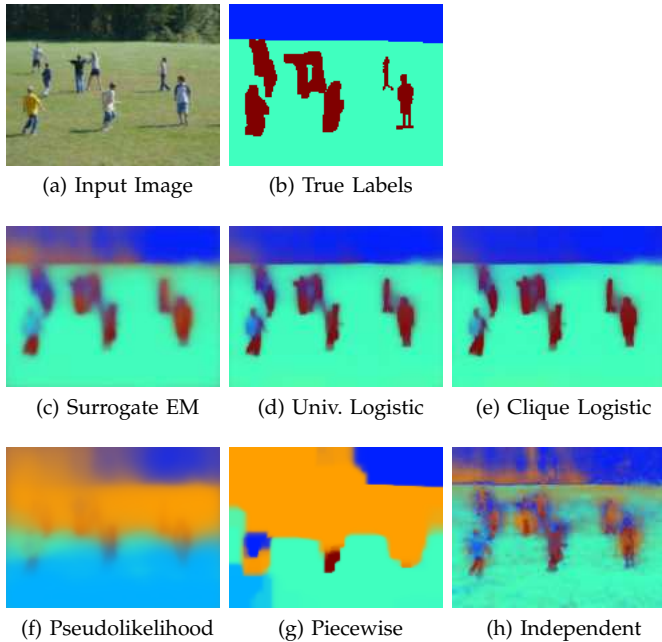 (a) Input Image
(b) True Labels
(c) Surrogate EM
(d) Univ. Logistic
(e) Clique Logistic
(f) Pseudolikelihood
(g) Piecewise
(h) Independent